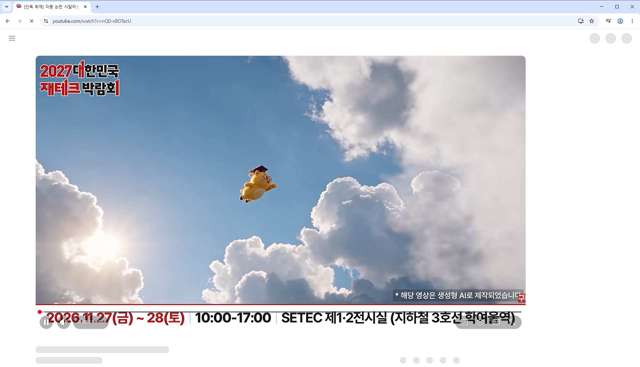 youtube.com/watch?v=
2027대한민국
재테크 박람회
* 해당 영상은 생성형 AI로 제작되었습니다
2026.11.27(금) ~ 28(토) 10:00-17:00 SETEC 제1·2전시실 (지하철 3호선 학여울역)